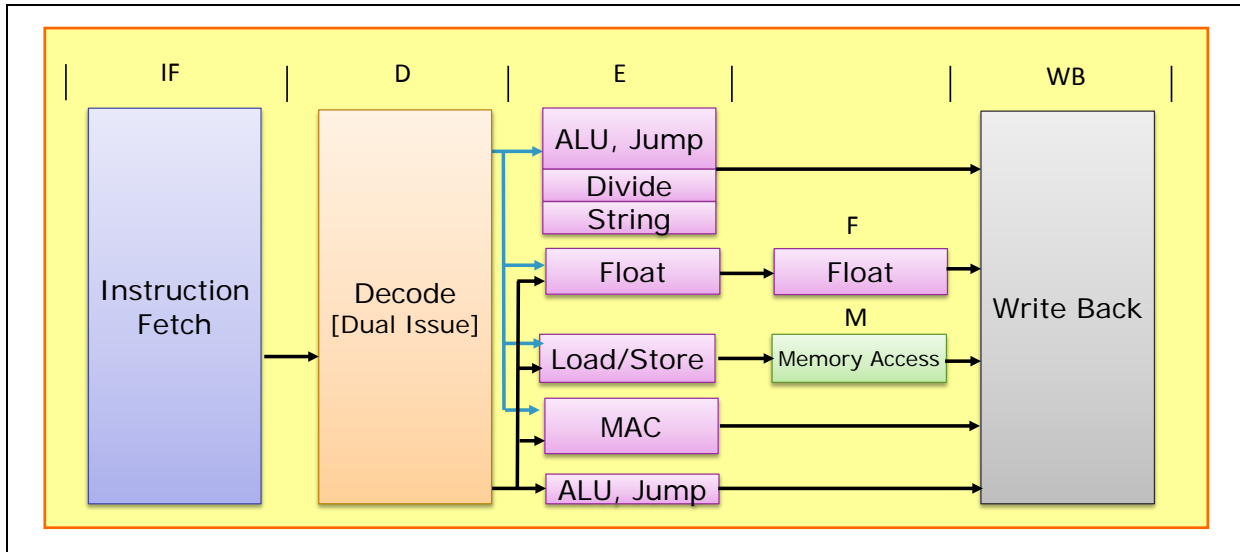 IF
D
E
WB
Instruction
Fetch
Decode
[Dual Issue]
ALU, Jump
Divide
String
Float
F
Float
Load/Store
M
Memory Access
MAC
ALU, Jump
Write Back